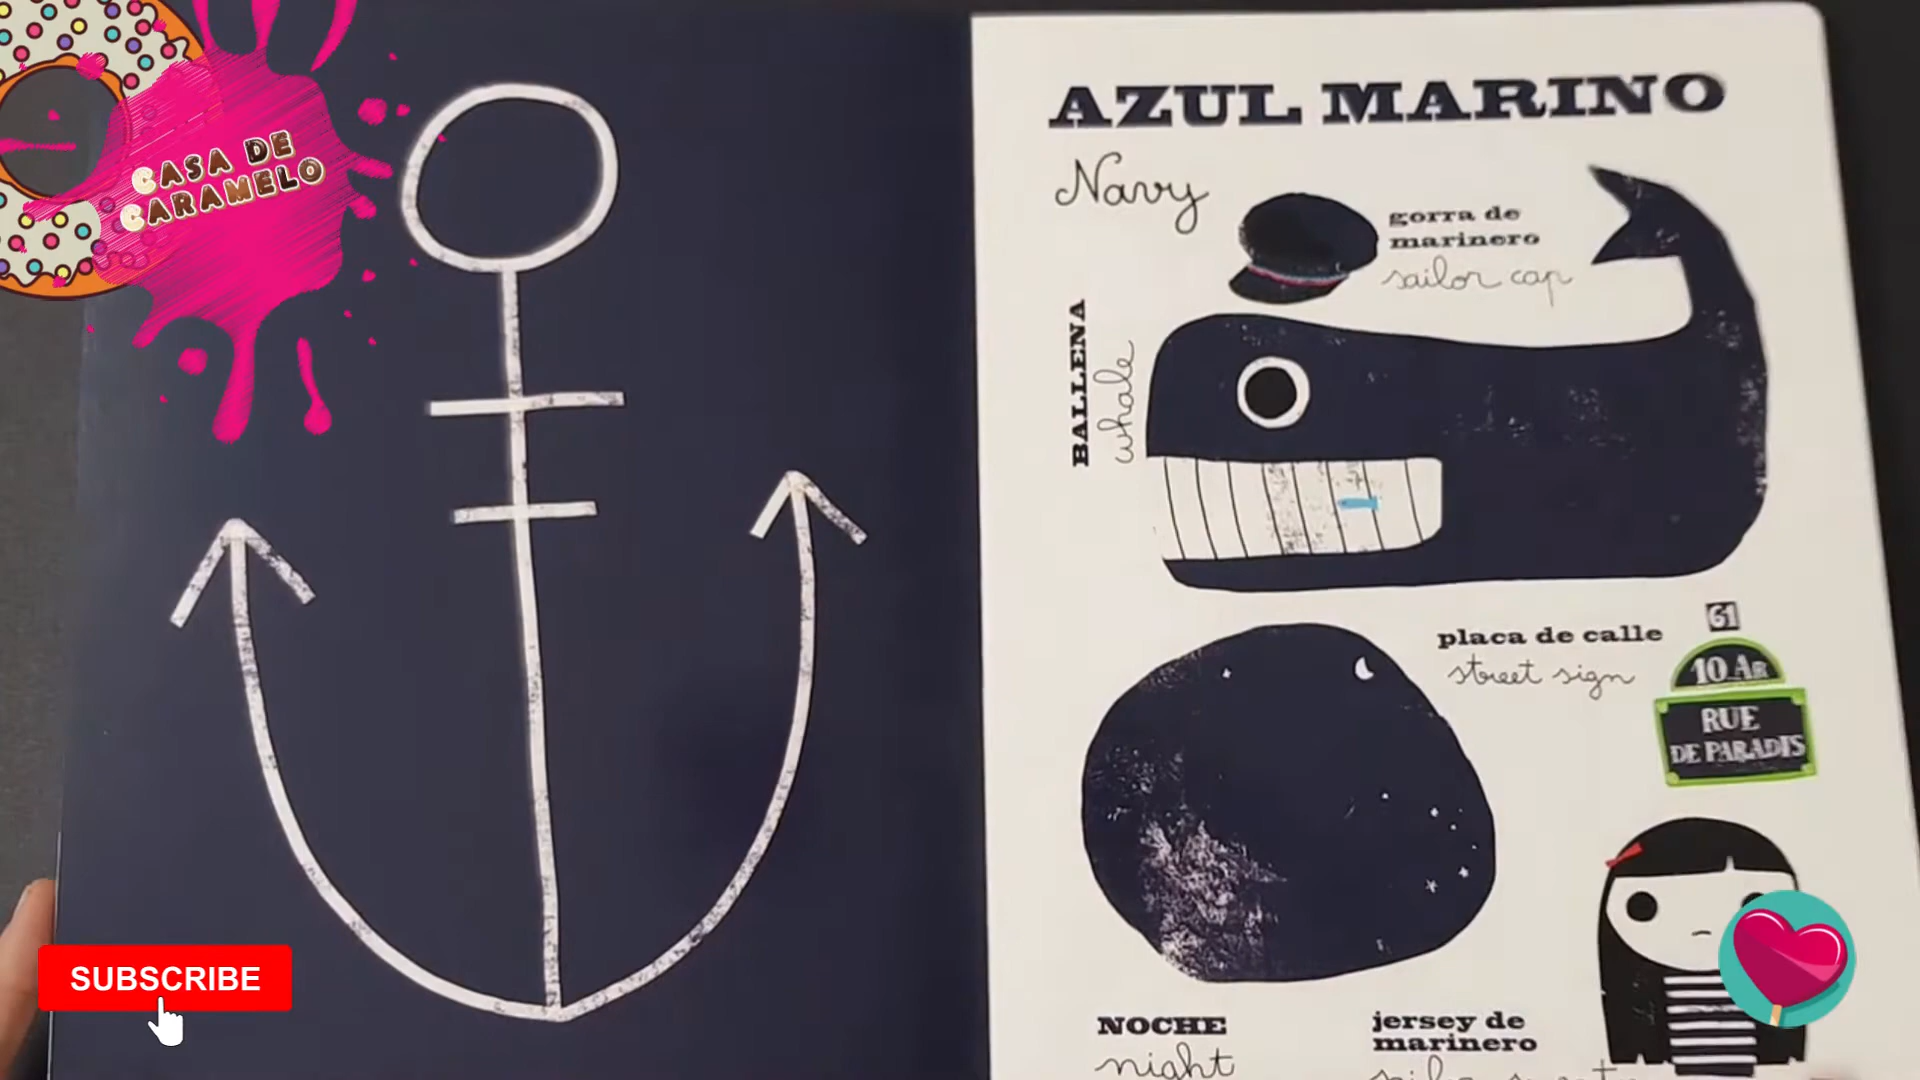 CASA DE
CARAMELO
AZUL MARINO
Navy
gorra de
marinero
sailor cap
BALLENA
whale
placa de calle
street sign
61
10 Ar
RUE
DE PARADIS
NOCHE
night
jersey de
marinero
SUBSCRIBE